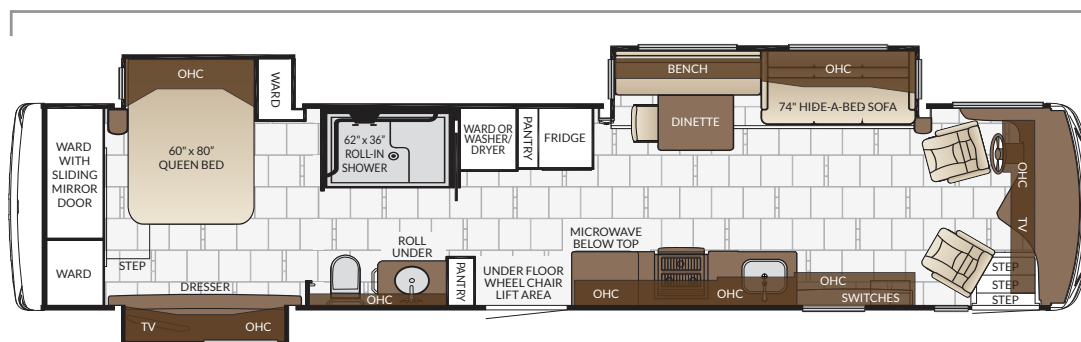 OHC
WARD
WARD
WITH
SLIDING
MIRROR
DOOR
60" x 80"
QUEEN BED
WARD
STEP
DRESSER
TV
OHC
62" x 36"
ROLL-IN
SHOWER
WARD OR
WASHER/
DRYER
PANTRY
FRIDGE
ROLL
UNDER
OHC
PANTRY
UNDER FLOOR
WHEEL CHAIR
LIFT AREA
BENCH
OHC
74" HIDE-A-BED SOFA
DINETTE
MICROWAVE
BELOW TOP
OHC
OHC
OHC
SWITCHES
OHC
TV
STEP
STEP
STEP